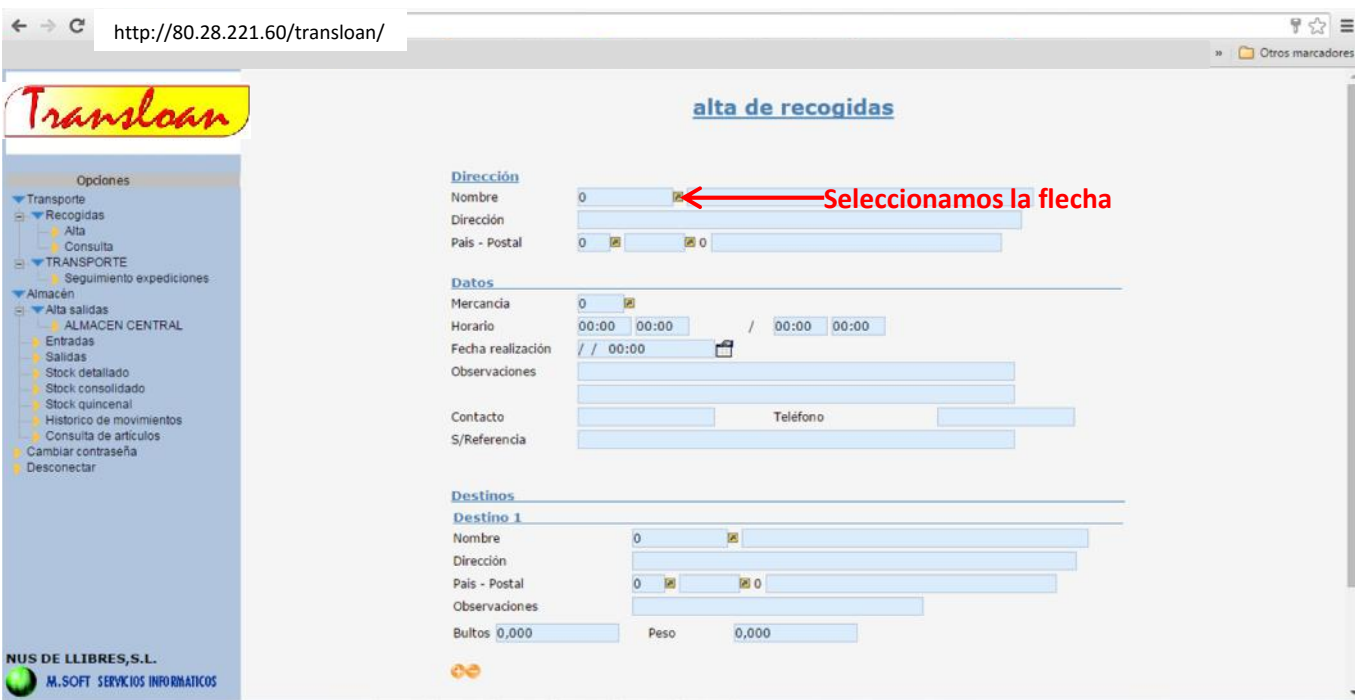 http://80.28.221.60/transloan/
» Otros marcadores
Transloan
Opciones
Transporte
Recogidas
Alta
Consulta
TRANSPORTE
Seguimiento expediciones
Almacén
Alta salidas
ALMACEN CENTRAL
Entradas
Salidas
Stock detallado
Stock consolidado
Stock quincenal
Historico de movimientos
Consulta de artículos
Cambiar contraseña
Desconectar
NUS DE LLIBRES,S.L.
M.SOFT SERVICIOS INFORMATICOS
alta de recogidas
Dirección
Nombre 0 Seleccionamos la flecha
Dirección
Pais - Postal 0 0
Datos
Mercancia 0
Horario 00:00 00:00 / 00:00 00:00
Fecha realización / / 00:00
Observaciones
Contacto Teléfono
S/Referencia
Destinos
Destino 1
Nombre 0
Dirección
Pais - Postal 0 0
Observaciones
Bultos 0,000 Peso 0,000